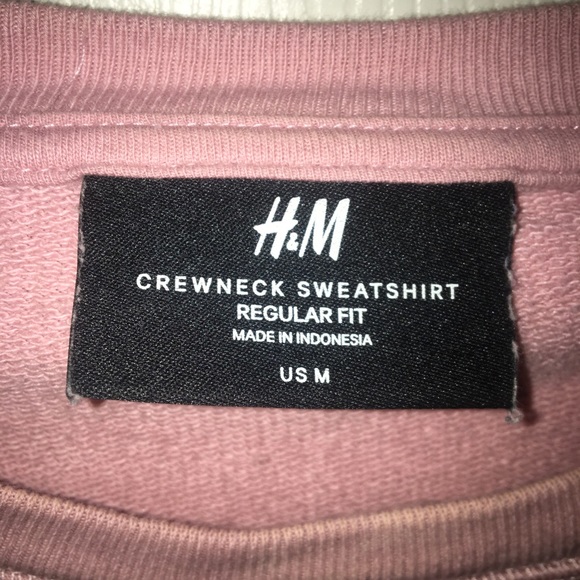 H&M
CREWNECK SWEATSHIRT
REGULAR FIT
MADE IN INDONESIA
US M